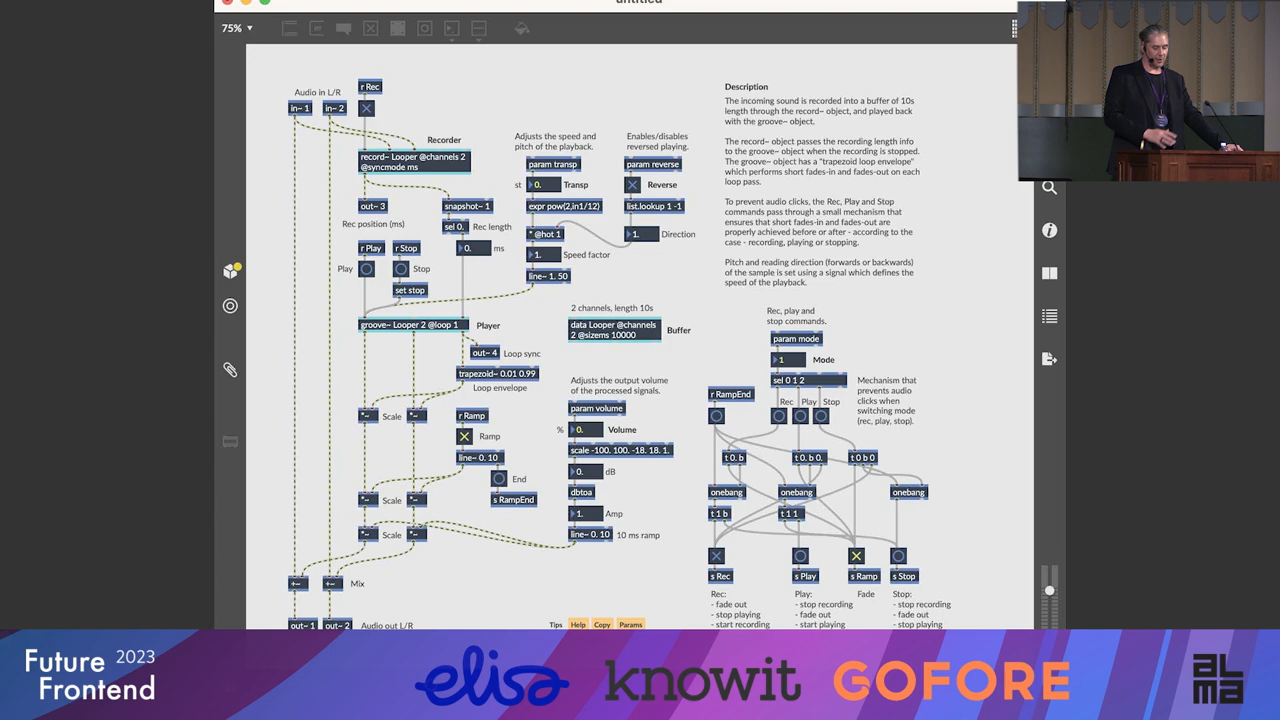 untitled
75%
r Rec
Audio in L/R
in~ 1
in~ 2
Recorder
record~ Looper @channels 2
@syncmode ms
out~ 3
snapshot~ 1
Rec position (ms)
sel 0.
Rec length
r Play
r Stop
0.
ms
Play
Stop
set stop
groove~ Looper 2 @loop 1
Player
out~ 4
Loop sync
trapezoid~ 0.01 0.99
Loop envelope
*~
Scale
*~
r Ramp
Ramp
line~ 0. 10
End
*~
Scale
*~
s RampEnd
*~
Scale
*~
+~
+~
Mix
out~ 1
out~ 2
Audio out L/R
Adjusts the speed and
pitch of the playback.
param transp
st
0.
Transp
expr pow(2,in1/12)
* @hot 1
1.
Speed factor
line~ 1. 50
Enables/disables
reversed playing.
param reverse
Reverse
list.lookup 1 -1
1.
Direction
2 channels, length 10s
data Looper @channels
2 @sizems 10000
Buffer
Adjusts the output volume
of the processed signals.
param volume
%
0.
Volume
scale -100. 100. -18. 18. 1.
0.
dB
dbtoa
1.
Amp
line~ 0. 10
10 ms ramp
Tips
Help
Copy
Params
Description
The incoming sound is recorded into a buffer of 10s
length through the record~ object, and played back
with the groove~ object.
The record~ object passes the recording length info
to the groove~ object when the recording is stopped.
The groove~ object has a "trapezoid loop envelope"
which performs short fades-in and fades-out on each
loop pass.
To prevent audio clicks, the Rec, Play and Stop
commands pass through a small mechanism that
ensures that short fades-in and fades-out are
properly achieved before or after - according to the
case - recording, playing or stopping.
Pitch and reading direction (forwards or backwards)
of the sample is set using a signal which defines the
speed of the playback.
Rec, play and
stop commands.
param mode
1
Mode
sel 0 1 2
Rec
Play
Stop
Mechanism that
prevents audio
clicks when
switching mode
(rec, play, stop).
r RampEnd
t 0. b
t 0. b 0.
t 0 b 0
onebang
onebang
onebang
t 1 b
t 1 1
s Rec
s Play
s Ramp
s Stop
Rec:
- fade out
- stop playing
- start recording
Play:
- stop recording
- fade out
- start playing
Fade
Stop:
- stop recording
- fade out
- stop playing
Future 2023
Frontend
elisa
knowit
GOFORE
ALMA